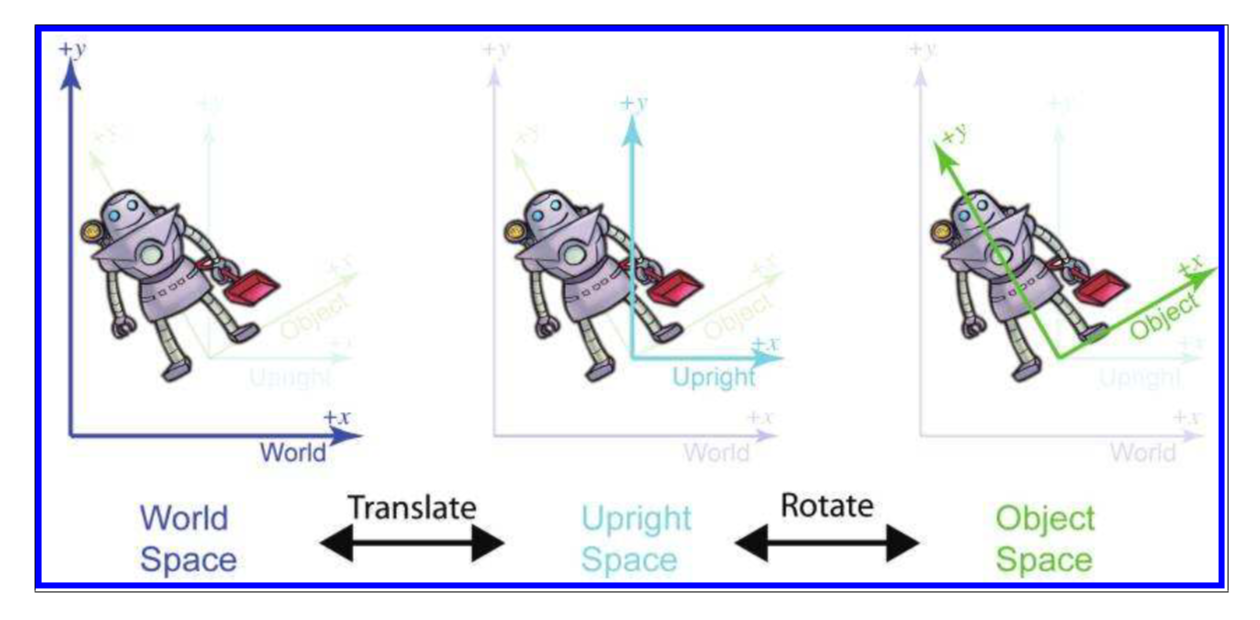 +y
+y
+y
+x
Object
+x
Upright
+x
World
+y
+y
+y
+x
Object
+x
Upright
+x
World
+y
+y
+y
+x
Object
+x
Upright
+x
World
World Space
Translate
Upright Space
Rotate
Object Space